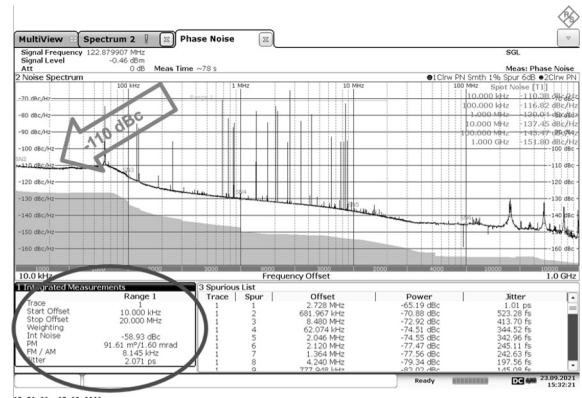 MultiView Spectrum 2 Phase Noise
Signal Frequency 122.879907 MHz SGL
Signal Level -0.46 dBm
Att 0 dB Meas Time ~78 s Meas: Phase Noise
2 Noise Spectrum 1Clrw PN Smth 1% Spur 6dB 2Clrw PN
100 kHz 1 MHz 10 MHz 100 MHz Spot Noise [T1]
10.000 kHz -110.38 dBc/Hz
-70 dBc/Hz 100.000 kHz -116.82 dBc/Hz
1.000 MHz
-80 dBc/Hz 10.000 MHz -137.45 dBc/Hz
-110 dBc
-90 dBc/Hz 100.000 MHz
1.000 GHz -151.80 dBc/Hz
-100 dBc/Hz
-110 dBc/Hz
-120 dBc/Hz
-130 dBc/Hz
-140 dBc/Hz
-150 dBc/Hz
-160 dBc/Hz
10.0 kHz Frequency Offset 1.0 GHz
1 Integrated Measurements
Range 1
Trace 1
Start Offset 10.000 kHz
Stop Offset 20.000 MHz
Weighting
Int Noise -58.93 dBc
PM 91.61 m°/1.60 mrad
FM / AM 8.145 kHz
Jitter 2.071 ps
3 Spurious List
Trace Spur Offset Power Jitter
1 1 2.728 MHz -65.19 dBc 1.01 ps
1 2 681.967 kHz -70.88 dBc 523.28 fs
1 3 8.480 MHz -72.92 dBc 413.70 fs
1 4 62.074 kHz -74.51 dBc 344.52 fs
1 5 2.046 MHz -74.55 dBc 342.96 fs
1 6 2.120 MHz -77.47 dBc 245.11 fs
1 7 1.364 MHz -77.56 dBc 242.63 fs
1 8 4.240 MHz -79.34 dBc 197.56 fs
1 9 777.948 kHz -82.02 dBc 145.08 fs
Ready DC 23.09.2021
15:32:21